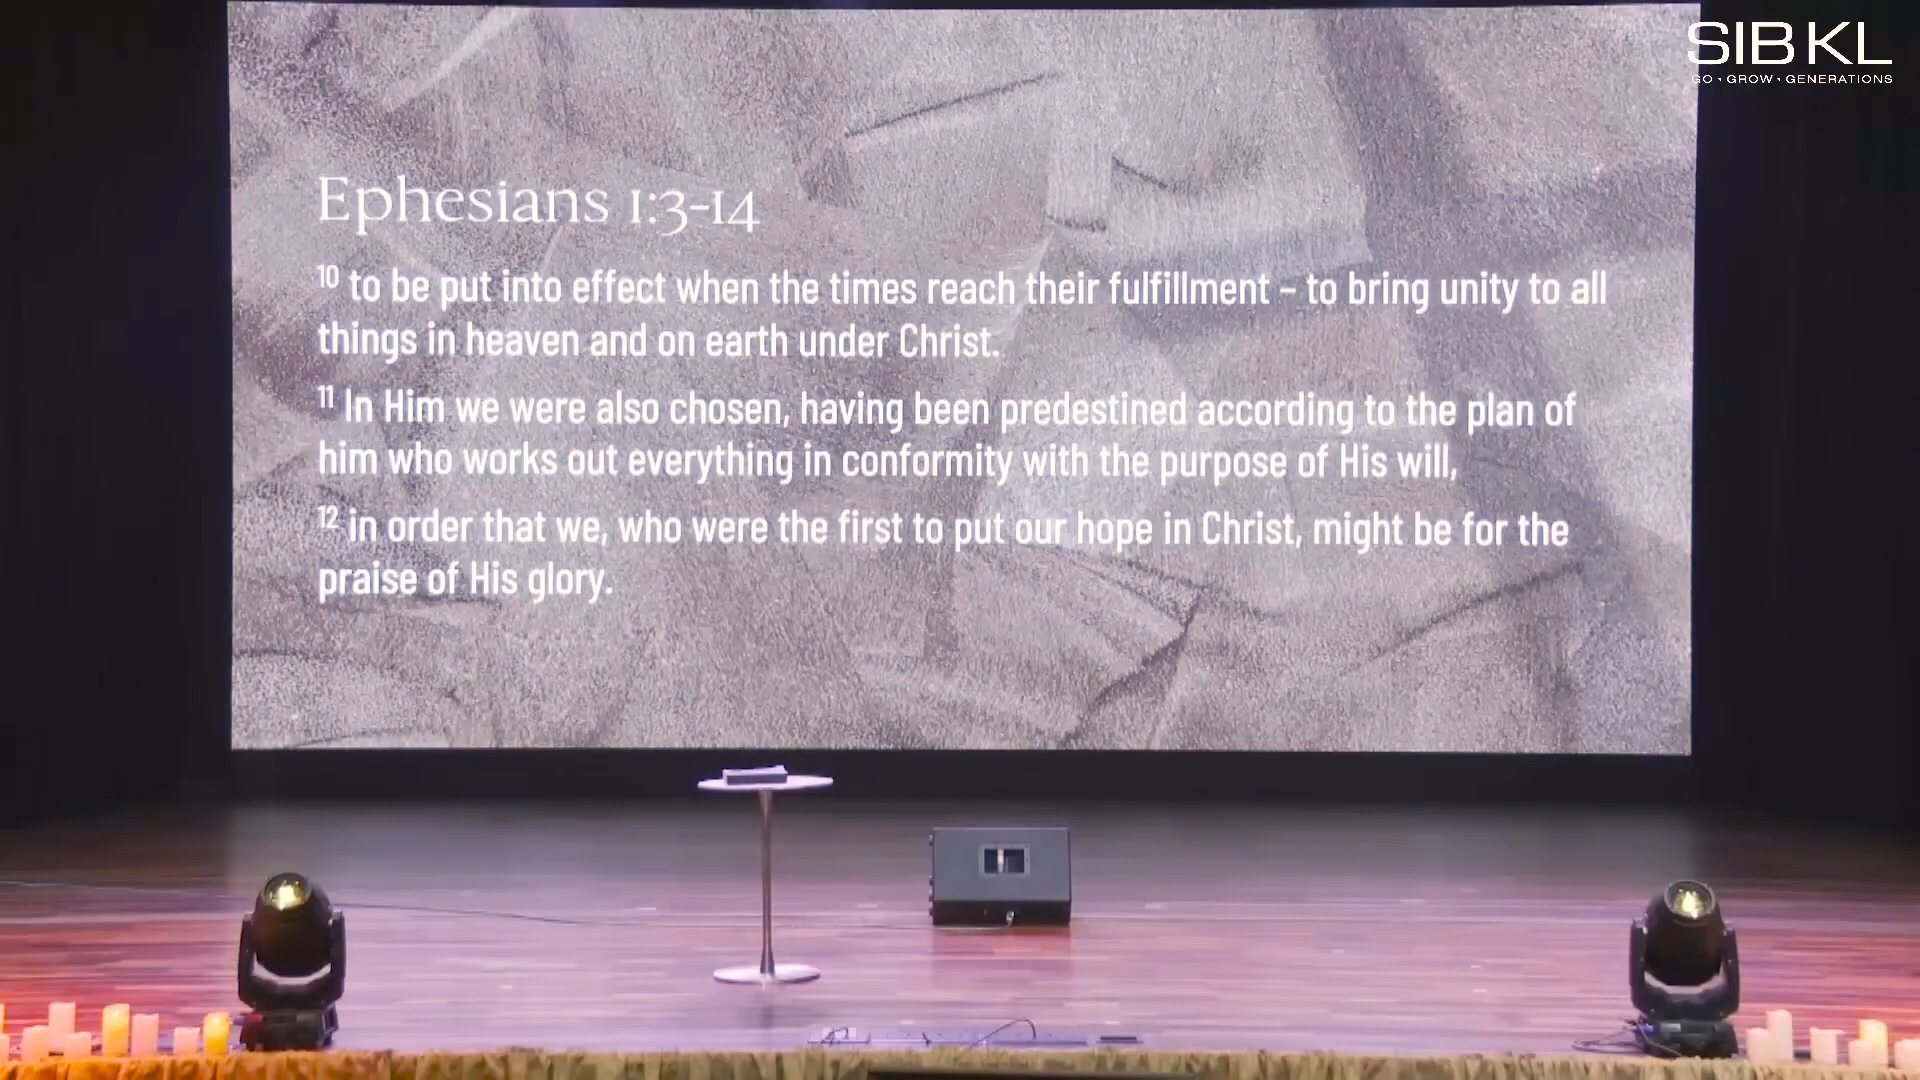 SIB KL
GO • GROW • GENERATIONS
Ephesians 1:3-14
10 to be put into effect when the times reach their fulfillment – to bring unity to all
things in heaven and on earth under Christ.
11 In Him we were also chosen, having been predestined according to the plan of
him who works out everything in conformity with the purpose of His will,
12 in order that we, who were the first to put our hope in Christ, might be for the
praise of His glory.